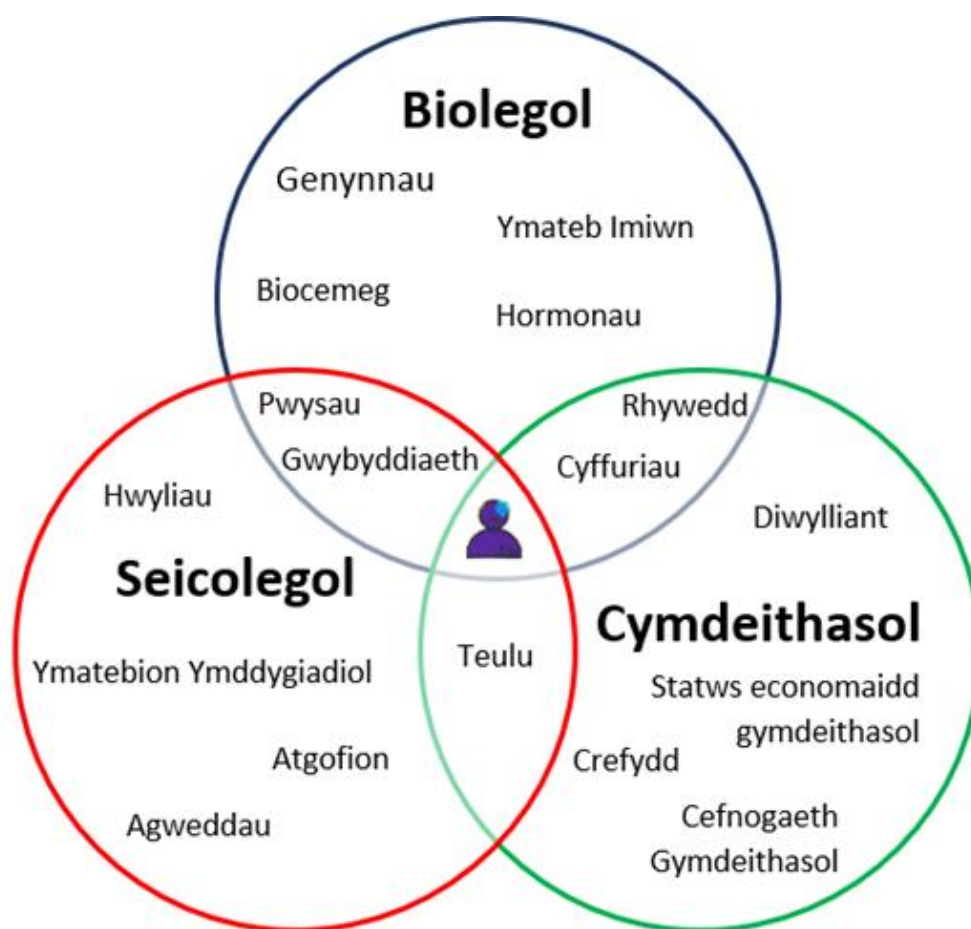 Biolegol
Genynnau
Ymateb Imiwn
Biocemeg
Hormonau
Pwysau
Rhywedd
Gwybyddiaeth
Cyffuriau
Hwyliau
Diwylliant
Seicolegol
Cymdeithasol
Teulu
Ymatebion Ymddygiadol
Statws economaidd
gymdeithasol
Atgofion
Crefydd
Agweddau
Cefnogaeth
Gymdeithasol